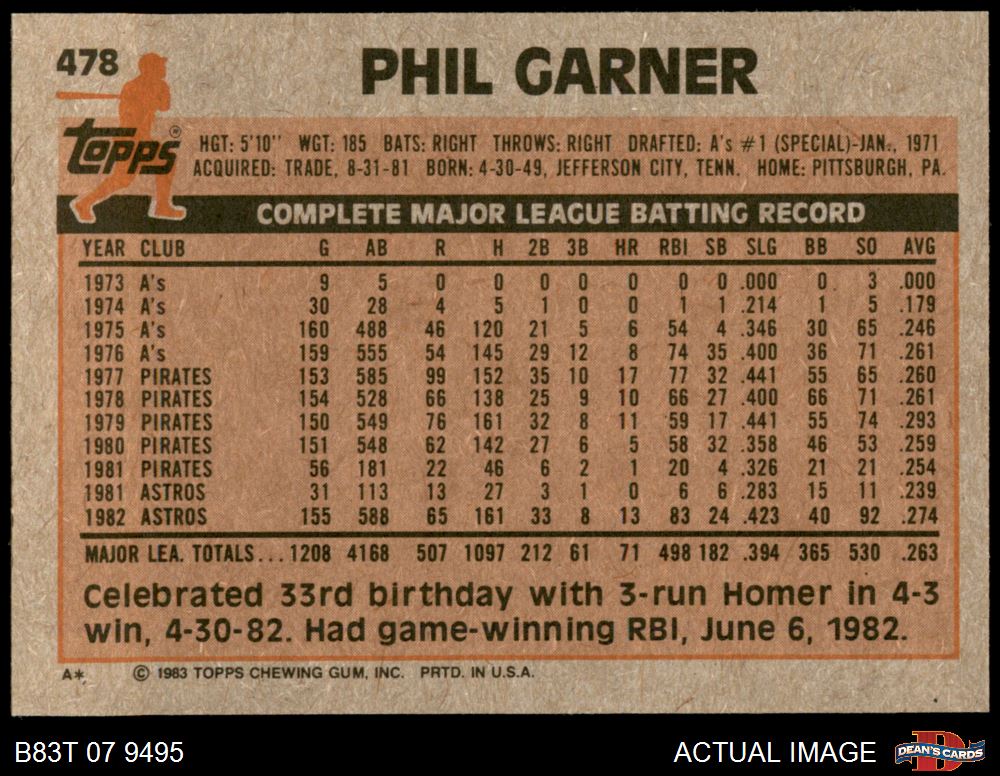 478
PHIL GARNER
Topps®
HGT: 5'10" WGT: 185 BATS: RIGHT THROWS: RIGHT DRAFTED: A's #1 (SPECIAL)-JAN., 1971
ACQUIRED: TRADE, 8-31-81 BORN: 4-30-49, JEFFERSON CITY, TENN. HOME: PITTSBURGH, PA.
COMPLETE MAJOR LEAGUE BATTING RECORD
YEAR CLUB G AB R H 2B 3B HR RBI SB SLG BB SO AVG
1973 A's 9 5 0 0 0 0 0 0 0 .000 0 3 .000
1974 A's 30 28 4 5 1 0 0 1 1 .214 1 5 .179
1975 A's 160 488 46 120 21 5 6 54 4 .346 30 65 .246
1976 A's 159 555 54 145 29 12 8 74 35 .400 36 71 .261
1977 PIRATES 153 585 99 152 35 10 17 77 32 .441 55 65 .260
1978 PIRATES 154 528 66 138 25 9 10 66 27 .400 66 71 .261
1979 PIRATES 150 549 76 161 32 8 11 59 17 .441 55 74 .293
1980 PIRATES 151 548 62 142 27 6 5 58 32 .358 46 53 .259
1981 PIRATES 56 181 22 46 6 2 1 20 4 .326 21 21 .254
1981 ASTROS 31 113 13 27 3 1 0 6 6 .283 15 11 .239
1982 ASTROS 155 588 65 161 33 8 13 83 24 .423 40 92 .274
MAJOR LEA. TOTALS... 1208 4168 507 1097 212 61 71 498 182 .394 365 530 .263
Celebrated 33rd birthday with 3-run Homer in 4-3
win, 4-30-82. Had game-winning RBI, June 6, 1982.
A* © 1983 TOPPS CHEWING GUM, INC. PRTD. IN U.S.A.
B83T 07 9495 ACTUAL IMAGE DEAN'S CARDS